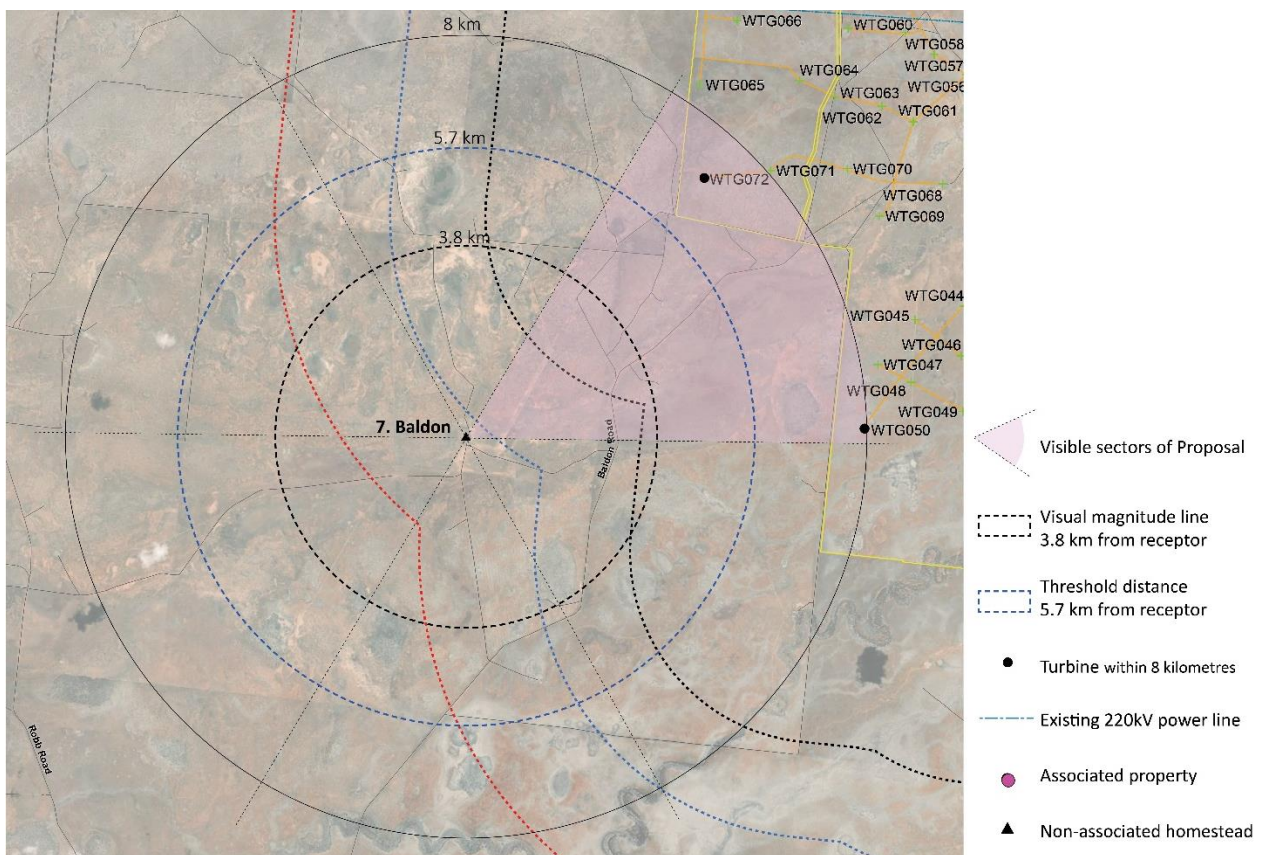 8 km
WTG066
WTG060
WTG058
WTG057
WTG056
WTG064
WTG065
WTG063
WTG062
WTG061
5.7 km
WTG072
WTG071
WTG070
WTG068
WTG069
3.8 km
WTG044
WTG045
WTG046
WTG047
WTG048
WTG049
WTG050
7. Baldon
Baldon Road
Robb Road
Visible sectors of Proposal
Visual magnitude line
3.8 km from receptor
Threshold distance
5.7 km from receptor
Turbine within 8 kilometres
Existing 220kV power line
Associated property
Non-associated homestead